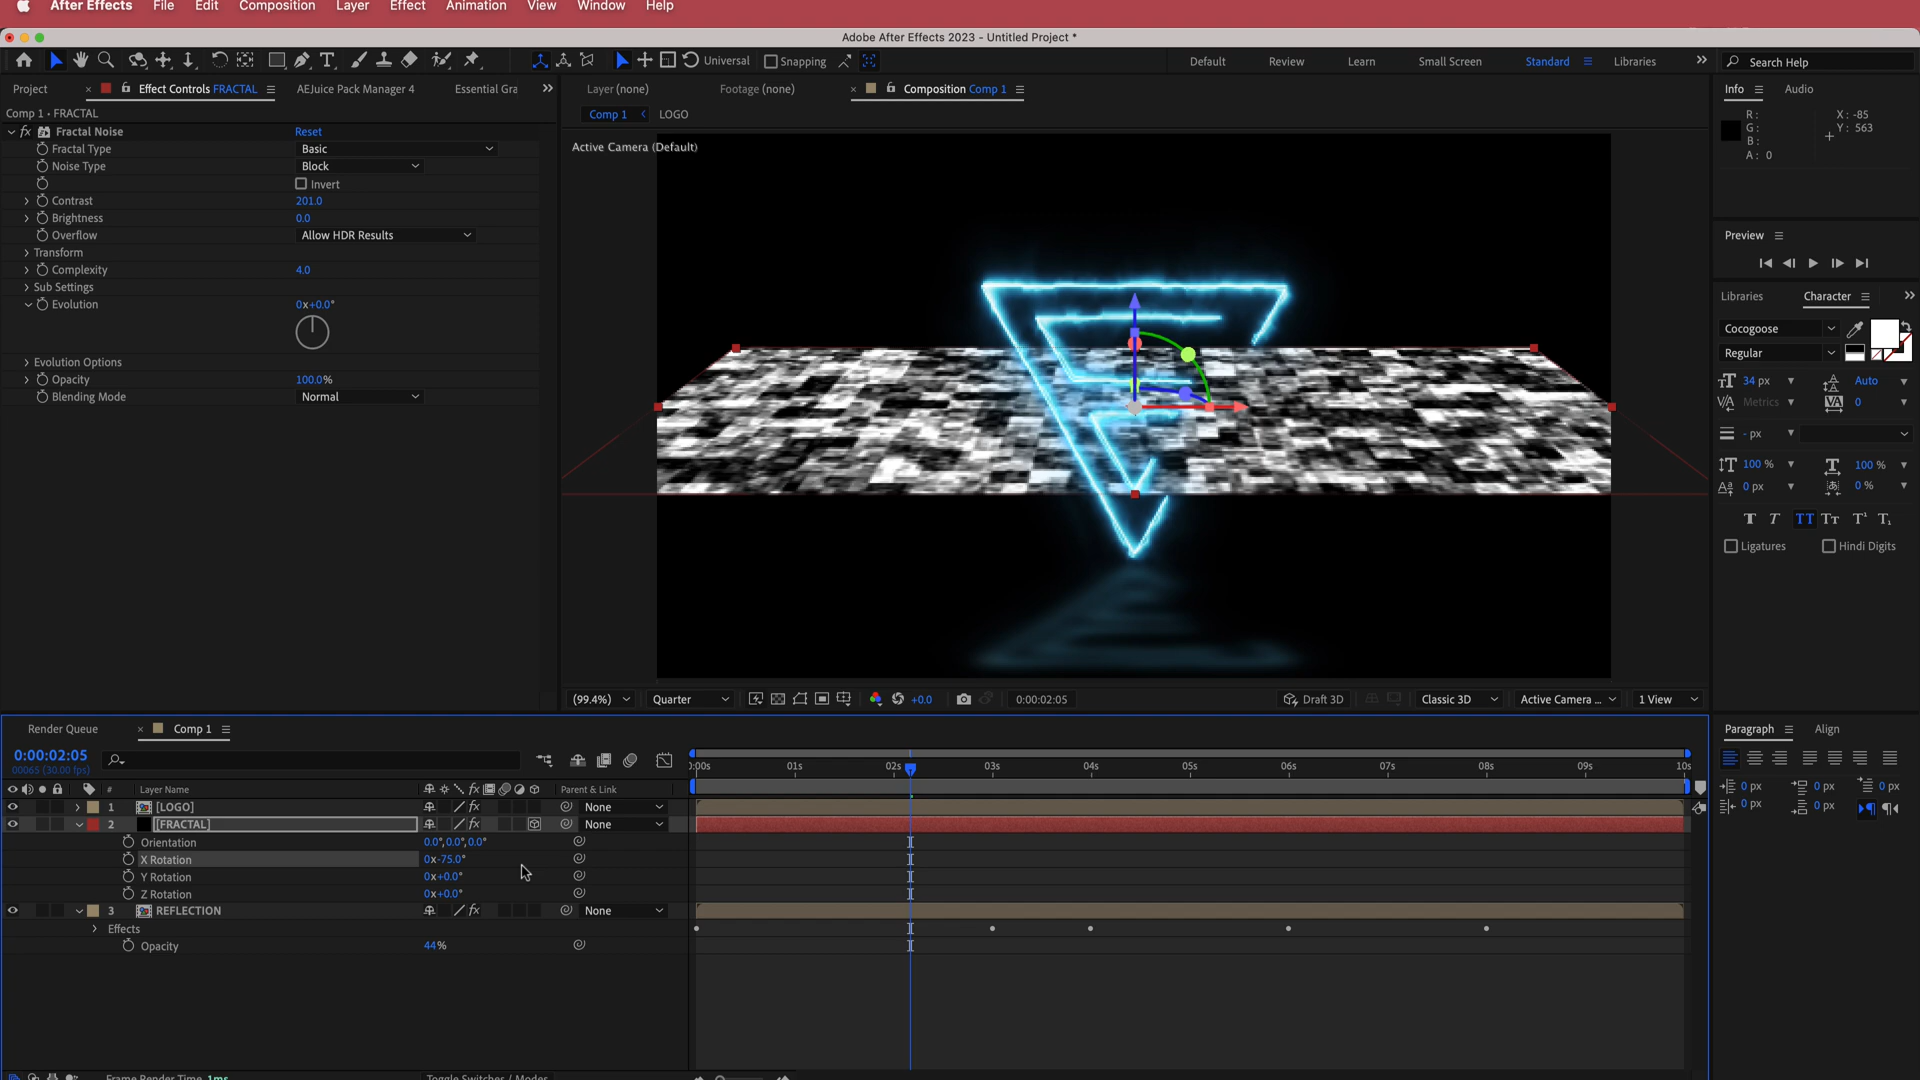 After Effects File Edit Composition Layer Effect Animation View Window Help
Adobe After Effects 2023 - Untitled Project *
Universal Snapping Default Review Learn Small Screen Standard Libraries Search Help
Project Effect Controls FRACTAL AEJuice Pack Manager 4 Essential Gra
Comp 1 • FRACTAL
Fractal Noise Reset
Fractal Type Basic
Noise Type Block
Invert
Contrast 201.0
Brightness 0.0
Overflow Allow HDR Results
Transform
Complexity 4.0
Sub Settings
Evolution 0x+0.0°
Evolution Options
Opacity 100.0%
Blending Mode Normal
Layer (none) Footage (none) Composition Comp 1
Comp 1 LOGO
Active Camera (Default)
(99.4%) Quarter +0.0 0:00:02:05 Draft 3D Classic 3D Active Camera ... 1 View
Info Audio
R: X: -85
G: Y: 563
B:
A: 0
Preview
Libraries Character
Cocogoose
Regular
34 px Auto
Metrics 0
- px
100 % 100 %
0 px 0 %
Ligatures Hindi Digits
Paragraph Align
0 px 0 px 0 px
0 px 0 px
Render Queue Comp 1
0:00:02:05
00065 (30.00 fps)
):00s 01s 02s 03s 04s 05s 06s 07s 08s 09s 10s
# Layer Name Parent & Link
1 [LOGO] None
2 [FRACTAL] None
Orientation 0.0°,0.0°,0.0°
X Rotation 0x-75.0°
Y Rotation 0x+0.0°
Z Rotation 0x+0.0°
3 REFLECTION None
Effects
Opacity 44%
Frame Render Time 1ms Toggle Switches / Modes